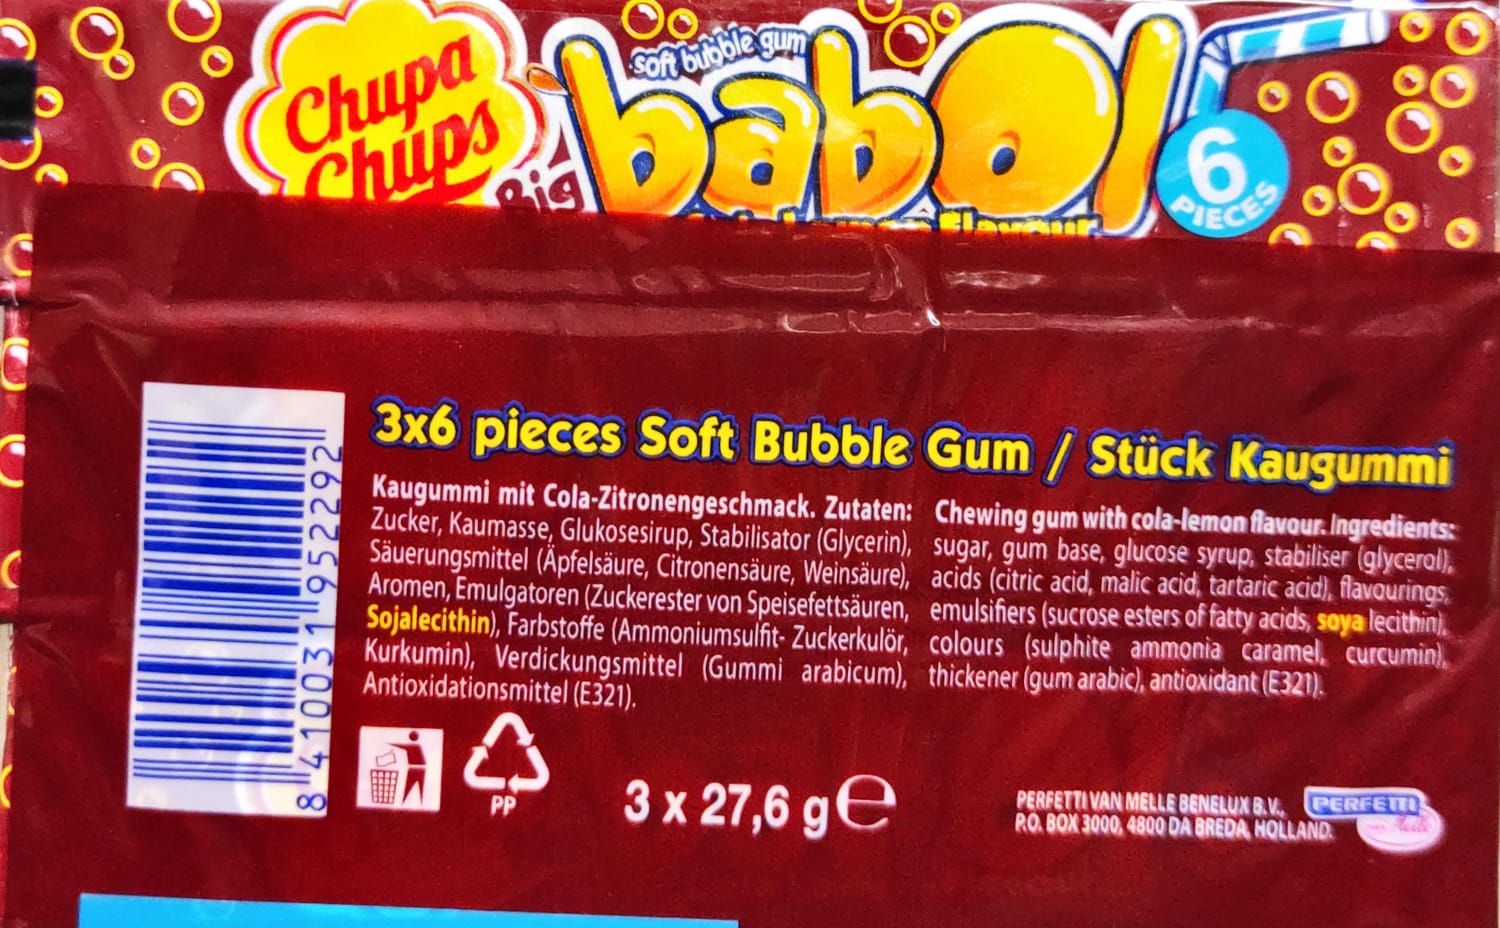 Chupa
Chups
soft bubble gum
Big
babol
Flavour
6
PIECES
3x6 pieces Soft Bubble Gum / Stück Kaugummi
Kaugummi mit Cola-Zitronengeschmack. Zutaten:
Zucker, Kaumasse, Glukosesirup, Stabilisator (Glycerin),
Säuerungsmittel (Äpfelsäure, Citronensäure, Weinsäure),
Aromen, Emulgatoren (Zuckerester von Speisefettsäuren,
Sojalecithin), Farbstoffe (Ammoniumsulfit- Zuckerkulör,
Kurkumin), Verdickungsmittel (Gummi arabicum),
Antioxidationsmittel (E321).
Chewing gum with cola-lemon flavour. Ingredients:
sugar, gum base, glucose syrup, stabiliser (glycerol),
acids (citric acid, malic acid, tartaric acid), flavourings,
emulsifiers (sucrose esters of fatty acids, soya lecithin),
colours (sulphite ammonia caramel, curcumin),
thickener (gum arabic), antioxidant (E321).
8 410031 952292
PP
3 x 27,6 g e
PERFETTI VAN MELLE BENELUX B.V.,
P.O. BOX 3000, 4800 DA BREDA, HOLLAND.
PERFETTI